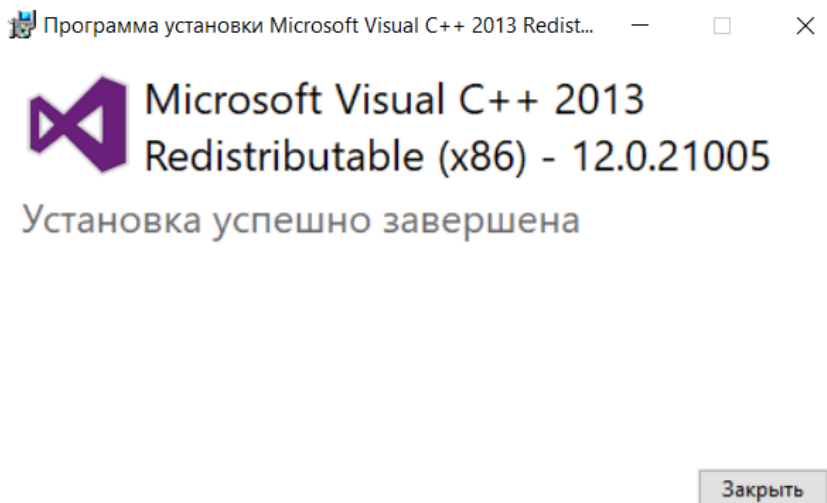 Программа установки Microsoft Visual C++ 2013 Redist...
Microsoft Visual C++ 2013
Redistributable (x86) - 12.0.21005
Установка успешно завершена
Закрыть